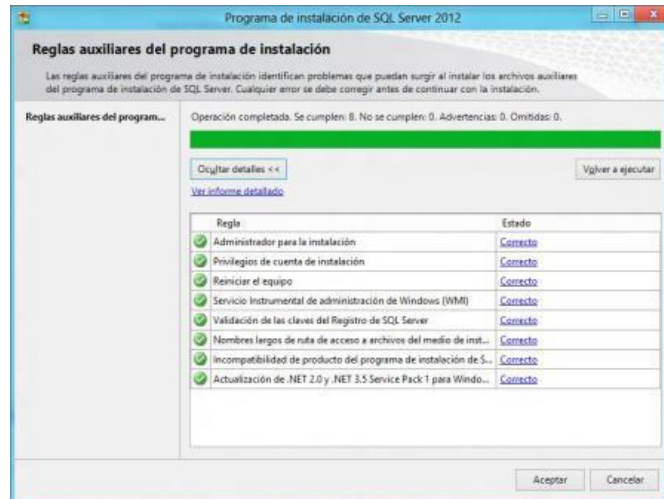 Programa de instalación de SQL Server 2012
Reglas auxiliares del programa de instalación
Las reglas auxiliares del programa de instalación identifican problemas que puedan surgir al instalar los archivos auxiliares
del programa de instalación de SQL Server. Cualquier error se debe corregir antes de continuar con la instalación.
Reglas auxiliares del program...
Operación completada. Se cumplen: 8. No se cumplen: 0. Advertencias: 0. Omitidas: 0.
Ocultar detalles <<
Volver a ejecutar
Ver informe detallado
Regla Estado
Administrador para la instalación Correcto
Privilegios de cuenta de instalación Correcto
Reiniciar el equipo Correcto
Servicio Instrumental de administración de Windows (WMI) Correcto
Validación de las claves del Registro de SQL Server Correcto
Nombres largos de ruta de acceso a archivos del medio de inst... Correcto
Incompatibilidad de producto del programa de instalación de S... Correcto
Actualización de .NET 2.0 y .NET 3.5 Service Pack 1 para Windo... Correcto
Aceptar Cancelar